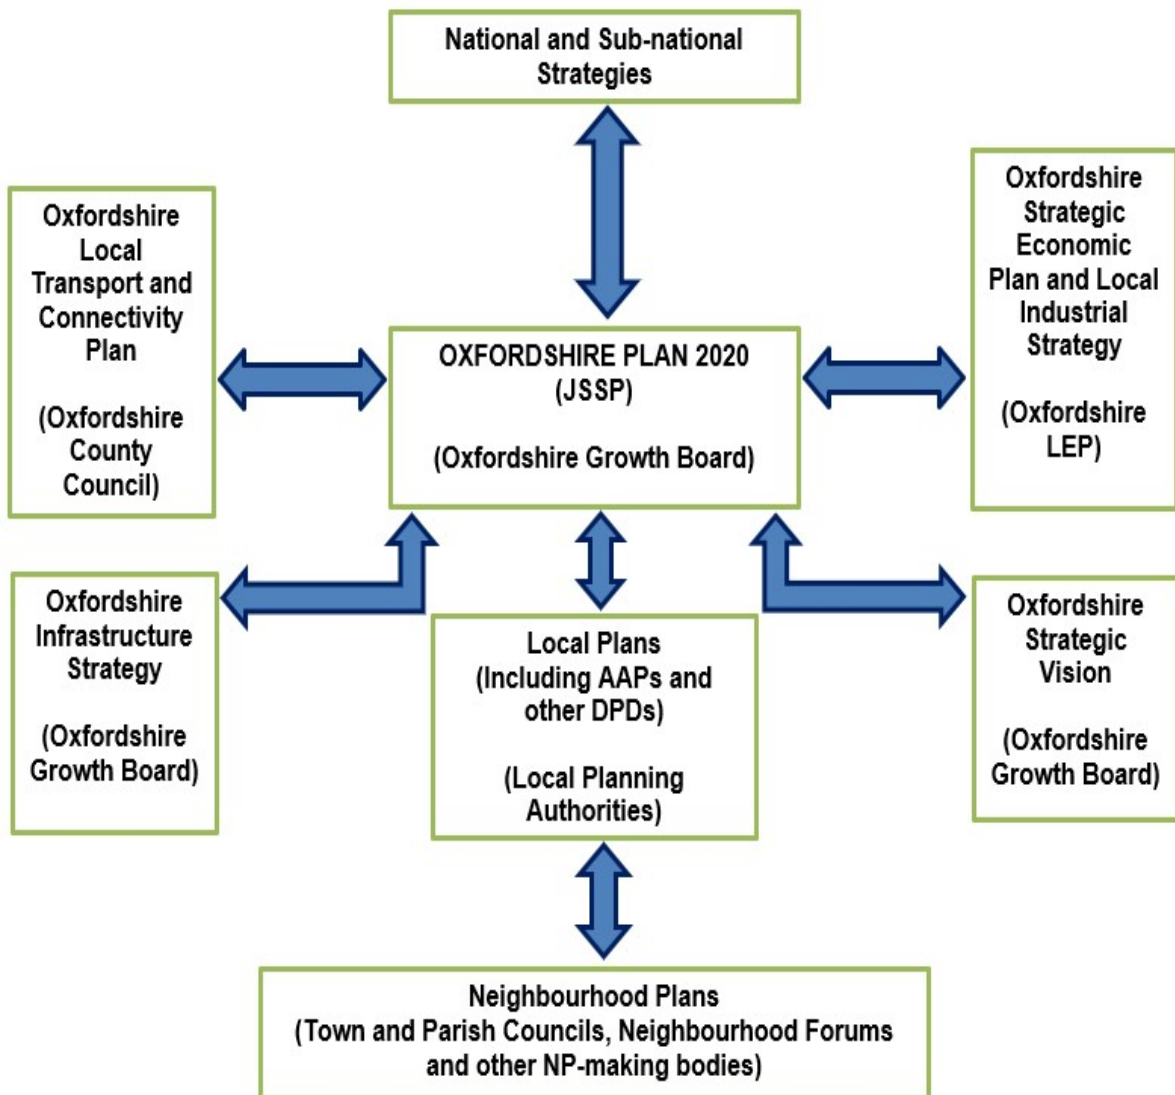 National and Sub-national
Strategies
Oxfordshire
Local
Transport and
Connectivity
Plan
(Oxfordshire
County
Council)
OXFORDSHIRE PLAN 2020
(JSSP)
(Oxfordshire Growth Board)
Oxfordshire
Strategic
Economic
Plan and Local
Industrial
Strategy
(Oxfordshire
LEP)
Oxfordshire
Infrastructure
Strategy
(Oxfordshire
Growth Board)
Local Plans
(Including AAPs and
other DPDs)
(Local Planning
Authorities)
Oxfordshire
Strategic
Vision
(Oxfordshire
Growth Board)
Neighbourhood Plans
(Town and Parish Councils, Neighbourhood Forums
and other NP-making bodies)